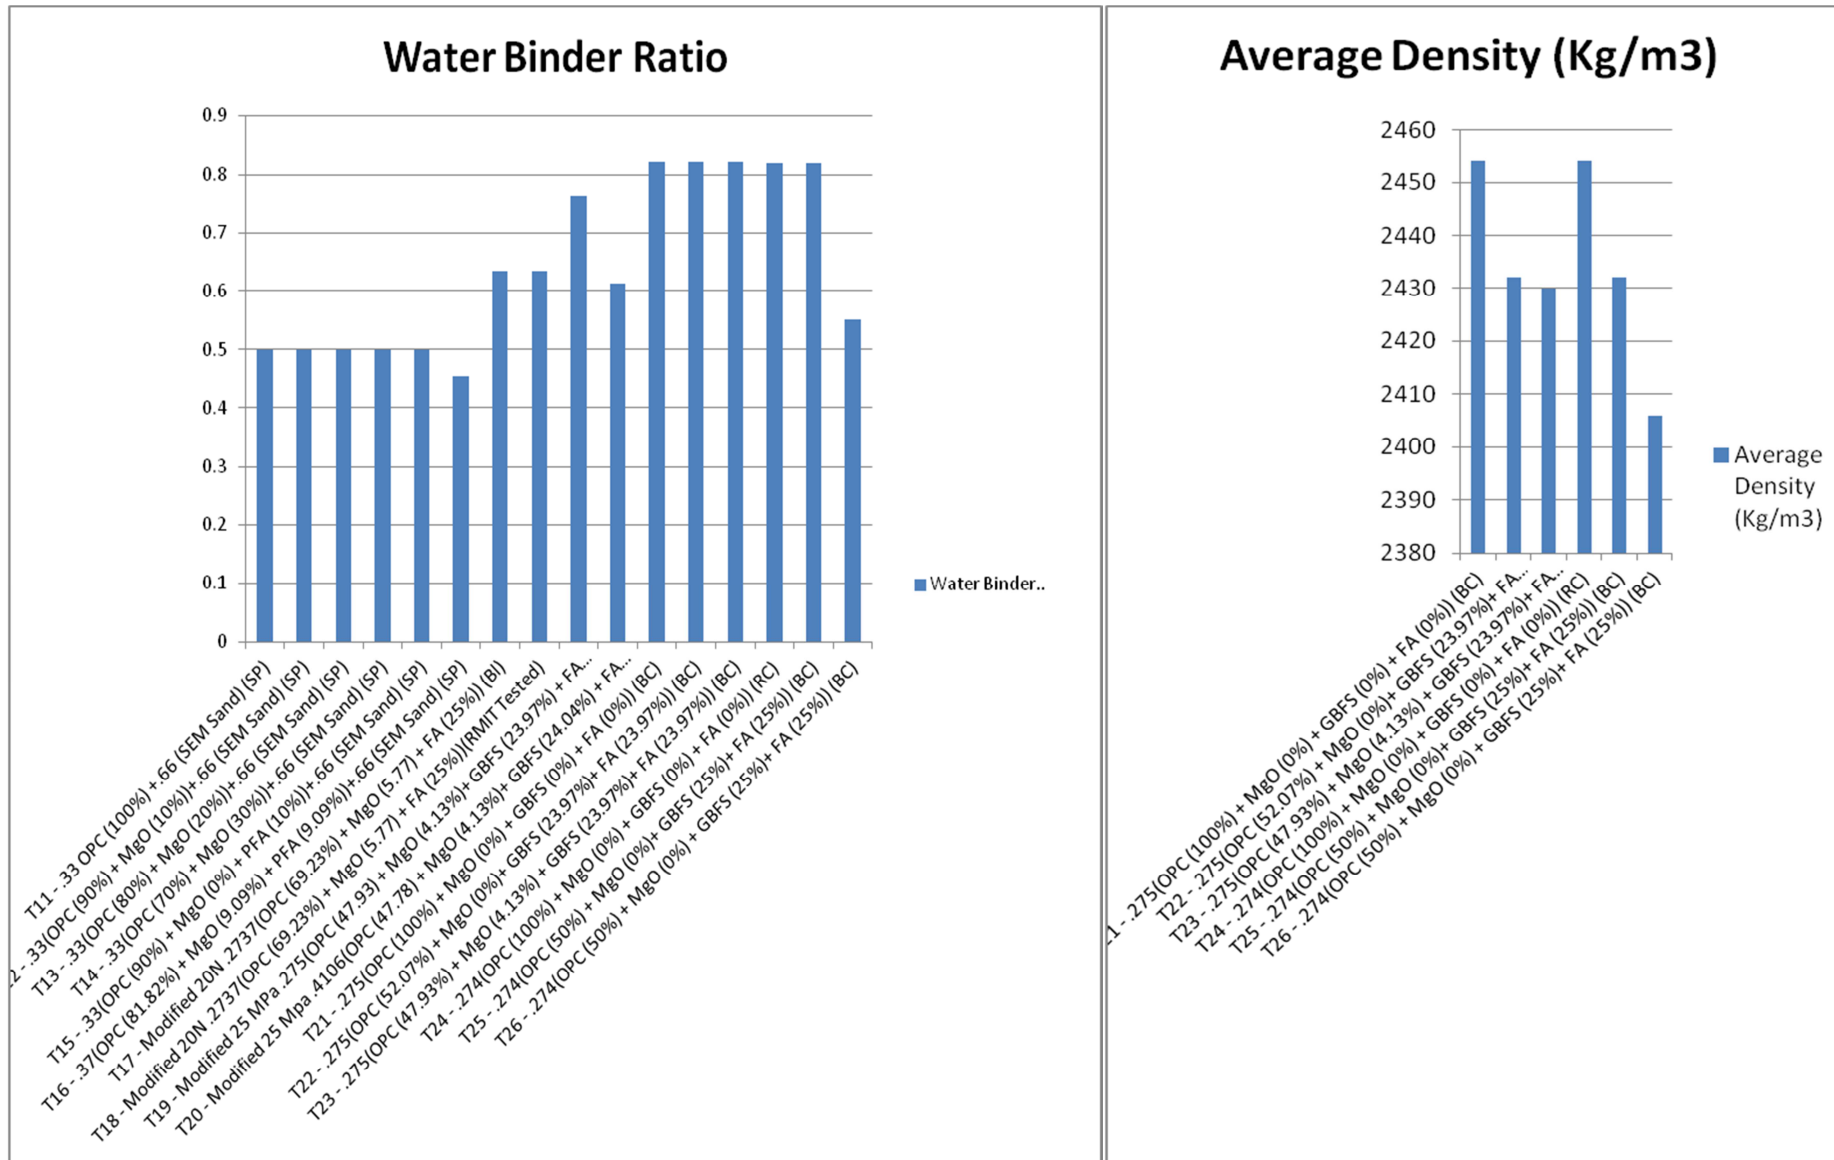 Water Binder Ratio
0.9
0.8
0.7
0.6
0.5
0.4
0.3
0.2
0.1
0
T11 - .33 OPC (100%) + .66 (SEM Sand) (SP)
2 - .33(OPC (90%) + MgO (10%)+ .66 (SEM Sand) (SP)
T13 - .33(OPC (80%) + MgO (20%)+ .66 (SEM Sand) (SP)
T14 - .33(OPC (70%) + MgO (30%)+ .66 (SEM Sand) (SP)
T15 - .33(OPC (90%) + MgO (0%) + PFA (10%)+ .66 (SEM Sand) (SP)
T16 - .37(OPC (81.82%) + MgO (9.09%) + PFA (9.09%)+.66 (SEM Sand) (SP)
T17 - Modified 20N .2737(OPC (69.23%) + MgO (5.77) + FA (25%)) (BI)
T18 - Modified 20N .2737(OPC (69.23%) + MgO (5.77) + FA (25%))(RMIT Tested)
T19 - Modified 25 MPa .275(OPC (47.93) + MgO (4.13%)+ GBFS (23.97%) + FA...
T20 - Modified 25 Mpa .4106(OPC (47.78) + MgO (4.13%)+ GBFS (24.04%) + FA...
T21 - .275(OPC (100%) + MgO (0%) + GBFS (0%) + FA (0%)) (BC)
T22 - .275(OPC (52.07%) + MgO (0%)+ GBFS (23.97%)+ FA (23.97%)) (BC)
T23 - .275(OPC (47.93%) + MgO (4.13%) + GBFS (23.97%)+ FA (23.97%)) (BC)
T24 - .274(OPC (100%) + MgO (0%) + GBFS (0%) + FA (0%)) (RC)
T25 - .274(OPC (50%) + MgO (0%)+ GBFS (25%)+ FA (25%)) (BC)
T26 - .274(OPC (50%) + MgO (0%) + GBFS (25%)+ FA (25%)) (BC)
Water Binder..
Average Density (Kg/m3)
2460
2450
2440
2430
2420
2410
2400
2390
2380
21 - .275(OPC (100%) + MgO (0%) + GBFS (0%) + FA (0%)) (BC)
T22 - .275(OPC (52.07%) + MgO (0%)+ GBFS (23.97%)+ FA...
T23 - .275(OPC (47.93%) + MgO (4.13%) + GBFS (23.97%)+ FA...
T24 - .274(OPC (100%) + MgO (0%) + GBFS (0%) + FA (0%)) (RC)
T25 - .274(OPC (50%) + MgO (0%)+ GBFS (25%)+ FA (25%)) (BC)
T26 - .274(OPC (50%) + MgO (0%) + GBFS (25%)+ FA (25%)) (BC)
Average
Density
(Kg/m3)